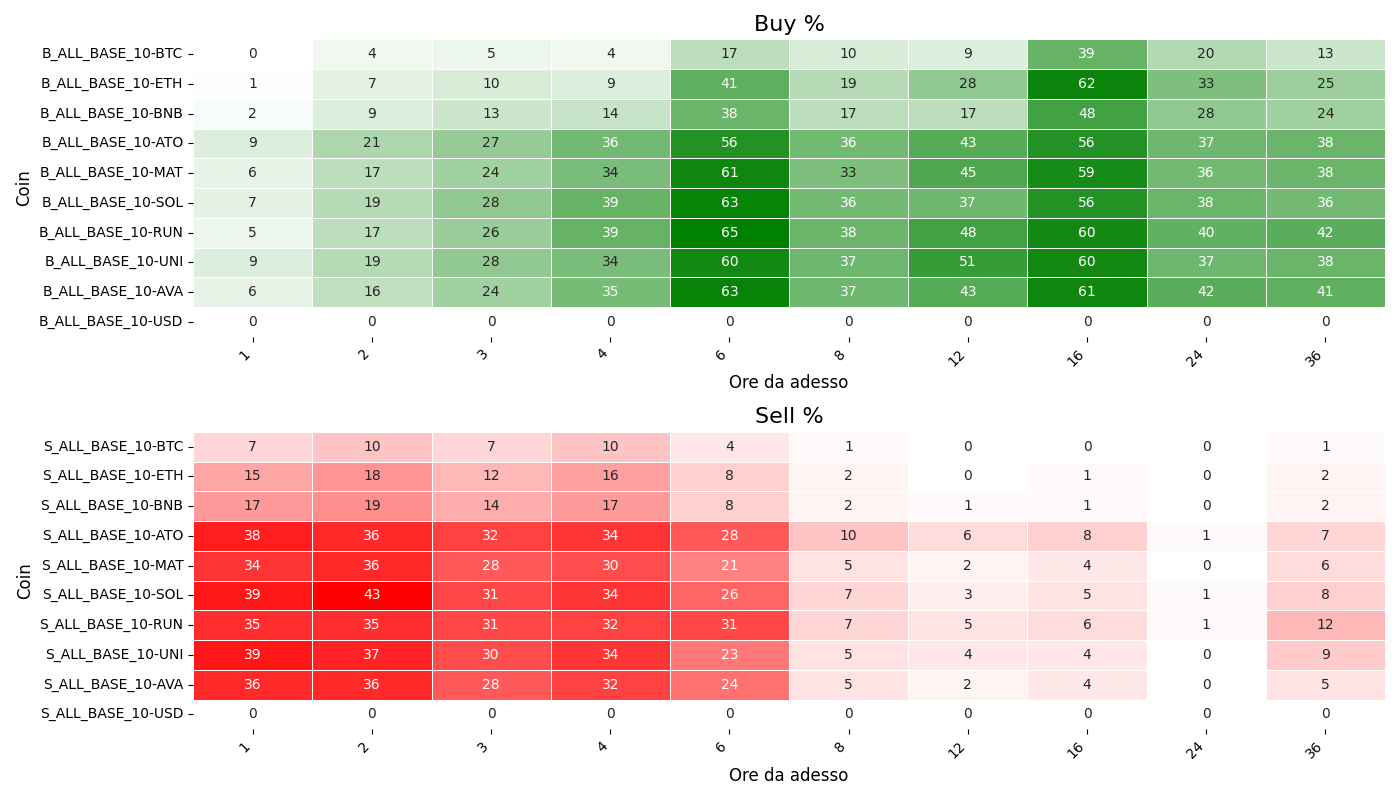 Buy %
Coin
B_ALL_BASE_10-BTC 0 4 5 4 17 10 9 39 20 13
B_ALL_BASE_10-ETH 1 7 10 9 41 19 28 62 33 25
B_ALL_BASE_10-BNB 2 9 13 14 38 17 17 48 28 24
B_ALL_BASE_10-ATO 9 21 27 36 56 36 43 56 37 38
B_ALL_BASE_10-MAT 6 17 24 34 61 33 45 59 36 38
B_ALL_BASE_10-SOL 7 19 28 39 63 36 37 56 38 36
B_ALL_BASE_10-RUN 5 17 26 39 65 38 48 60 40 42
B_ALL_BASE_10-UNI 9 19 28 34 60 37 51 60 37 38
B_ALL_BASE_10-AVA 6 16 24 35 63 37 43 61 42 41
B_ALL_BASE_10-USD 0 0 0 0 0 0 0 0 0 0
1 2 3 4 6 8 12 16 24 36
Ore da adesso
Sell %
Coin
S_ALL_BASE_10-BTC 7 10 7 10 4 1 0 0 0 1
S_ALL_BASE_10-ETH 15 18 12 16 8 2 0 1 0 2
S_ALL_BASE_10-BNB 17 19 14 17 8 2 1 1 0 2
S_ALL_BASE_10-ATO 38 36 32 34 28 10 6 8 1 7
S_ALL_BASE_10-MAT 34 36 28 30 21 5 2 4 0 6
S_ALL_BASE_10-SOL 39 43 31 34 26 7 3 5 1 8
S_ALL_BASE_10-RUN 35 35 31 32 31 7 5 6 1 12
S_ALL_BASE_10-UNI 39 37 30 34 23 5 4 4 0 9
S_ALL_BASE_10-AVA 36 36 28 32 24 5 2 4 0 5
S_ALL_BASE_10-USD 0 0 0 0 0 0 0 0 0 0
1 2 3 4 6 8 12 16 24 36
Ore da adesso